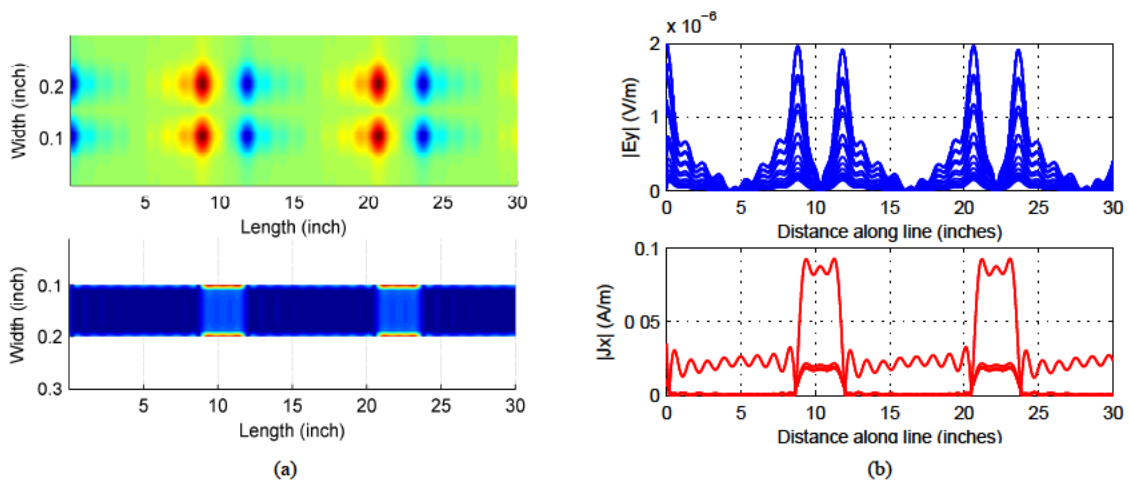 Width (inch)
0.2
0.1
5 10 15 20 25 30
Length (inch)
Width (inch)
0.1
0.2
0.3
5 10 15 20 25 30
Length (inch)
(a)
x 10⁻⁶
|Ey| (V/m)
2
1
0
0 5 10 15 20 25 30
Distance along line (inches)
|Jx| (A/m)
0.1
0 05
0
0 5 10 15 20 25 30
Distance along line (inches)
(b)